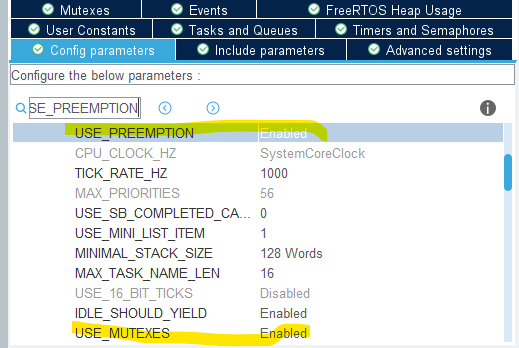 Mutexes
Events
FreeRTOS Heap Usage
User Constants
Tasks and Queues
Timers and Semaphores
Config parameters
Include parameters
Advanced settings
Configure the below parameters :
SE_PREEMPTION
USE_PREEMPTION Enabled
CPU_CLOCK_HZ SystemCoreClock
TICK_RATE_HZ 1000
MAX_PRIORITIES 56
USE_SB_COMPLETED_CA... 0
USE_MINI_LIST_ITEM 1
MINIMAL_STACK_SIZE 128 Words
MAX_TASK_NAME_LEN 16
USE_16_BIT_TICKS Disabled
IDLE_SHOULD_YIELD Enabled
USE_MUTEXES Enabled